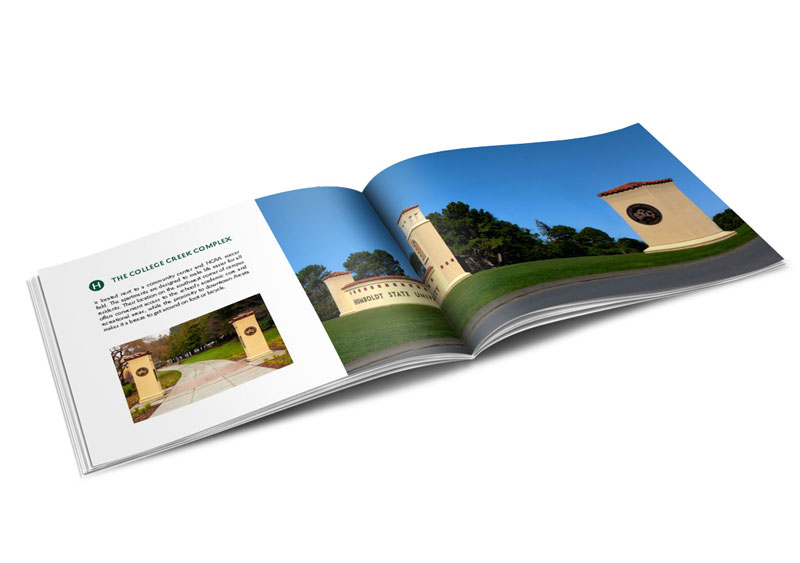 H
THE COLLEGE CREEK COMPLEX
is located next to a community center and NCAA soccer
field. The apartments are designed to make life easier for all
residents. Their location on the southwest corner of campus
offers convenient access to the school's academic core and
recreational areas, while the proximity to downtown Arcata
makes it a breeze to get around on foot or bicycle.
HUMBOLDT STATE UNIV